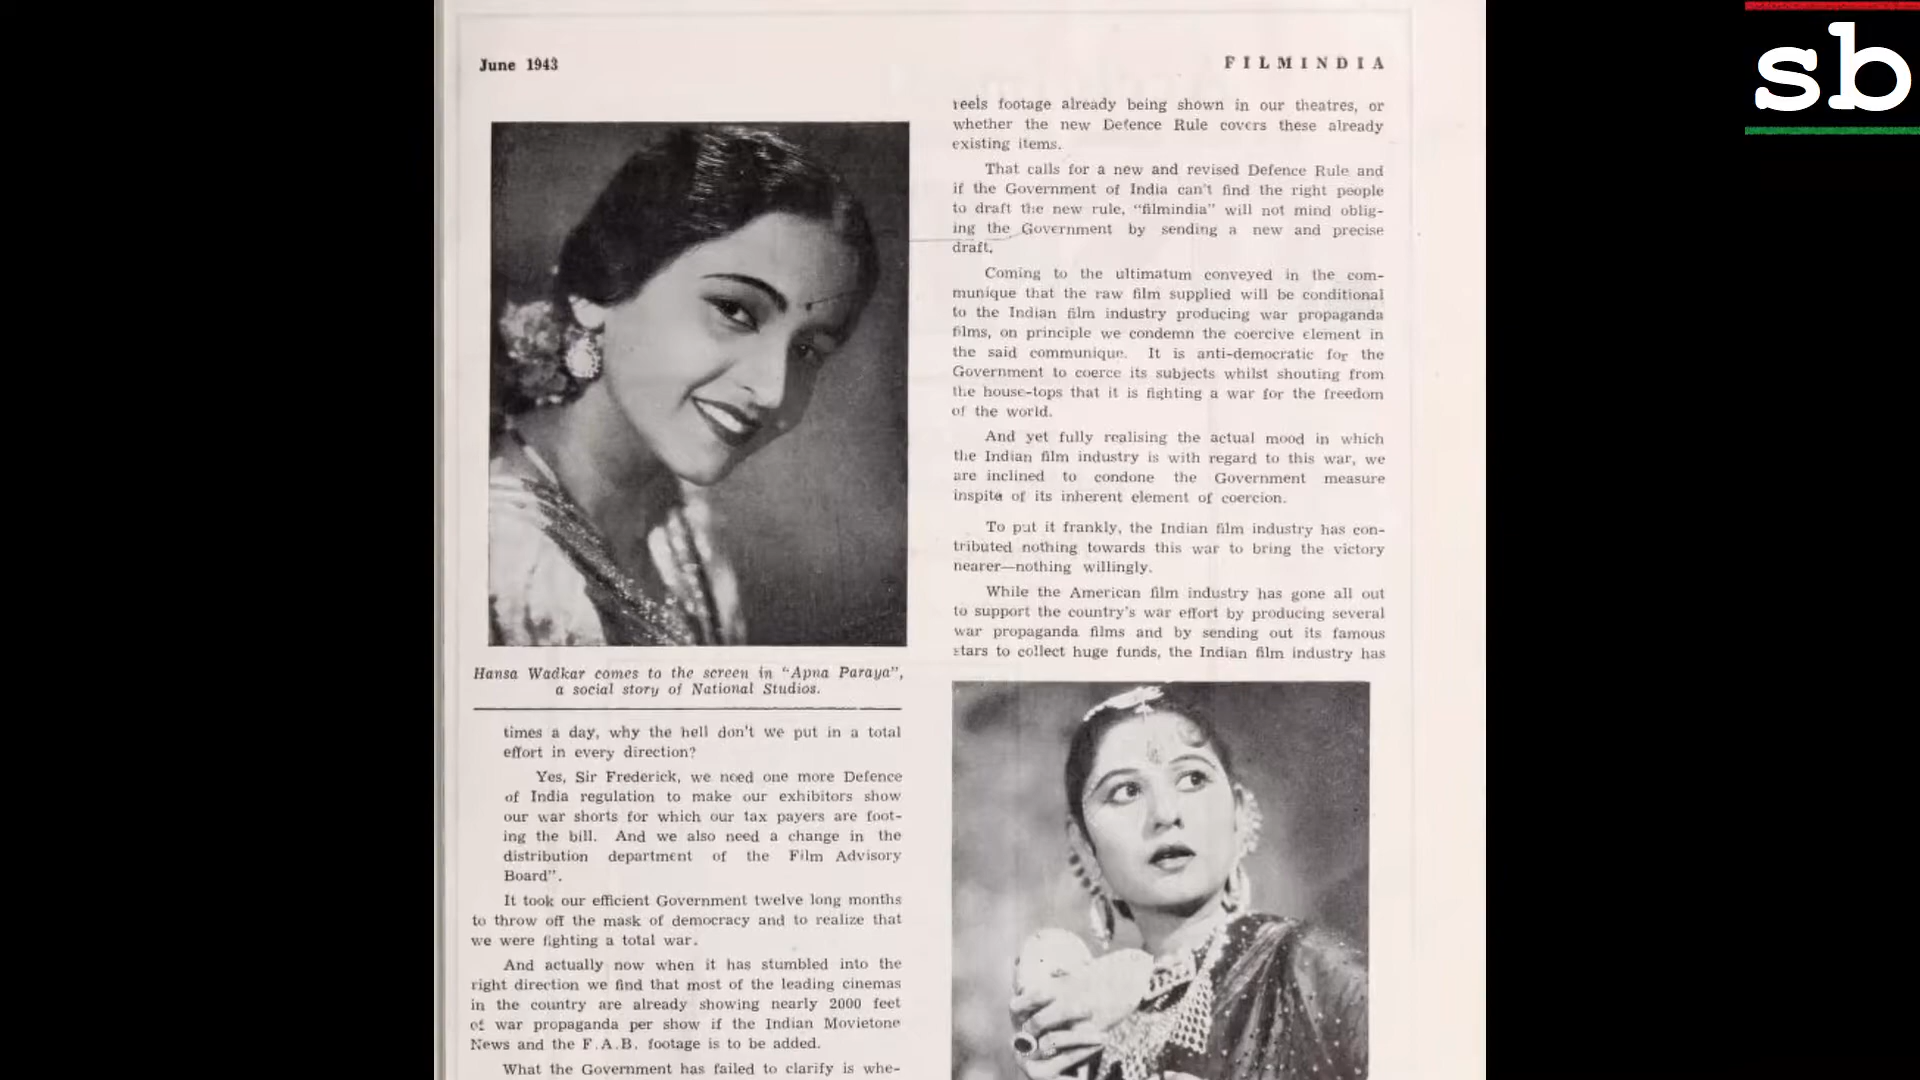 June 1943
FILMINDIA
sb
Hansa Wadkar comes to the screen in "Apna Paraya",
a social story of National Studios.
times a day, why the hell don't we put in a total
effort in every direction?
Yes, Sir Frederick, we need one more Defence
of India regulation to make our exhibitors show
our war shorts for which our tax payers are foot-
ing the bill. And we also need a change in the
distribution department of the Film Advisory
Board".
It took our efficient Government twelve long months
to throw off the mask of democracy and to realize that
we were fighting a total war.
And actually now when it has stumbled into the
right direction we find that most of the leading cinemas
in the country are already showing nearly 2000 feet
of war propaganda per show if the Indian Movietone
News and the F.A.B. footage is to be added.
What the Government has failed to clarify is whe-
reels footage already being shown in our theatres, or
whether the new Defence Rule covers these already
existing items.
That calls for a new and revised Defence Rule and
if the Government of India can't find the right people
to draft the new rule, "filmindia" will not mind oblig-
ing the Government by sending a new and precise
draft.
Coming to the ultimatum conveyed in the com-
munique that the raw film supplied will be conditional
to the Indian film industry producing war propaganda
films, on principle we condemn the coercive element in
the said communique. It is anti-democratic for the
Government to coerce its subjects whilst shouting from
the house-tops that it is fighting a war for the freedom
of the world.
And yet fully realising the actual mood in which
the Indian film industry is with regard to this war, we
are inclined to condone the Government measure
inspite of its inherent element of coercion.
To put it frankly, the Indian film industry has con-
tributed nothing towards this war to bring the victory
nearer—nothing willingly.
While the American film industry has gone all out
to support the country's war effort by producing several
war propaganda films and by sending out its famous
stars to collect huge funds, the Indian film industry has